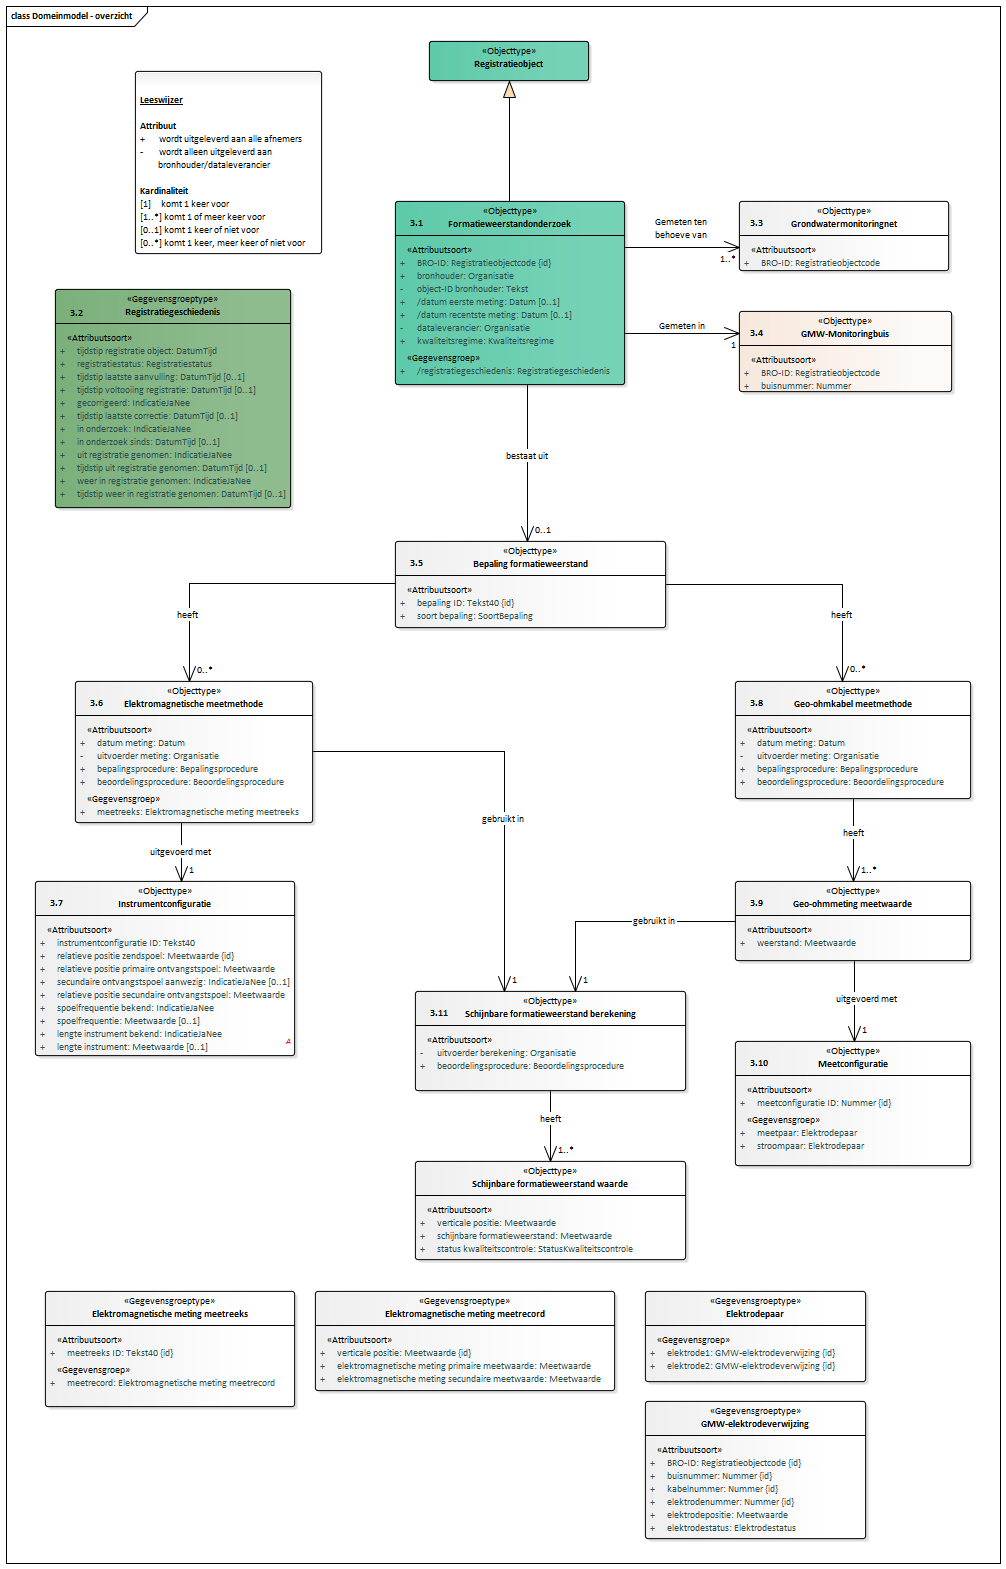 class Domeinmodel - overzicht
«Objecttype»
Registratieobject
Leeswijzer
Attribuut
+ wordt uitgeleverd aan alle afnemers
- wordt alleen uitgeleverd aan
bronhouder/dataleverancier
Kardinaliteit
[1] komt 1 keer voor
[1..*] komt 1 of meer keer voor
[0..1] komt 1 keer of niet voor
[0..*] komt 1 keer, meer keer of niet voor
«Objecttype»
3.1 Formatieweerstandonderzoek
«Attribuutsoort»
+ BRO-ID: Registratieobjectcode {id}
+ bronhouder: Organisatie
- object-ID bronhouder: Tekst
+ /datum eerste meting: Datum [0..1]
+ /datum recentste meting: Datum [0..1]
- dataleverancier: Organisatie
+ kwaliteitsregime: Kwaliteitsregime
«Gegevensgroep»
+ /registratiegeschiedenis: Registratiegeschiedenis
Gemeten ten
behoeve van
1..*
«Objecttype»
3.3 Grondwatermonitoringnet
«Attribuutsoort»
+ BRO-ID: Registratieobjectcode
Gemeten in
1
«Objecttype»
3.4 GMW-Monitoringbuis
«Attribuutsoort»
+ BRO-ID: Registratieobjectcode
+ buisnummer: Nummer
«Gegevensgroeptype»
3.2 Registratiegeschiedenis
«Attribuutsoort»
+ tijdstip registratie object: DatumTijd
+ registratiestatus: Registratiestatus
+ tijdstip laatste aanvulling: DatumTijd [0..1]
+ tijdstip voltooiing registratie: DatumTijd [0..1]
+ gecorrigeerd: IndicatieJaNee
+ tijdstip laatste correctie: DatumTijd [0..1]
+ in onderzoek: IndicatieJaNee
+ in onderzoek sinds: DatumTijd [0..1]
+ uit registratie genomen: IndicatieJaNee
+ tijdstip uit registratie genomen: DatumTijd [0..1]
+ weer in registratie genomen: IndicatieJaNee
+ tijdstip weer in registratie genomen: DatumTijd [0..1]
bestaat uit
0..1
«Objecttype»
3.5 Bepaling formatieweerstand
«Attribuutsoort»
+ bepaling ID: Tekst40 {id}
+ soort bepaling: SoortBepaling
heeft
0..*
heeft
0..*
«Objecttype»
3.6 Elektromagnetische meetmethode
«Attribuutsoort»
+ datum meting: Datum
- uitvoerder meting: Organisatie
+ bepalingsprocedure: Bepalingsprocedure
+ beoordelingsprocedure: Beoordelingsprocedure
«Gegevensgroep»
+ meetreeks: Elektromagnetische meting meetreeks
«Objecttype»
3.8 Geo-ohmkabel meetmethode
«Attribuutsoort»
+ datum meting: Datum
- uitvoerder meting: Organisatie
+ bepalingsprocedure: Bepalingsprocedure
+ beoordelingsprocedure: Beoordelingsprocedure
gebruikt in
1
uitgevoerd met
1
heeft
1..*
«Objecttype»
3.7 Instrumentconfiguratie
«Attribuutsoort»
+ instrumentconfiguratie ID: Tekst40
+ relatieve positie zendspoel: Meetwaarde {id}
+ relatieve positie primaire ontvangstspoel: Meetwaarde
+ secundaire ontvangstspoel aanwezig: IndicatieJaNee [0..1]
+ relatieve positie secundaire ontvangstspoel: Meetwaarde
+ spoelfrequentie bekend: IndicatieJaNee
+ spoelfrequentie: Meetwaarde [0..1]
+ lengte instrument bekend: IndicatieJaNee
+ lengte instrument: Meetwaarde [0..1]
A
«Objecttype»
3.9 Geo-ohmmeting meetwaarde
«Attribuutsoort»
+ weerstand: Meetwaarde
gebruikt in
1
uitgevoerd met
1
«Objecttype»
3.11 Schijnbare formatieweerstand berekening
«Attribuutsoort»
- uitvoerder berekening: Organisatie
+ beoordelingsprocedure: Beoordelingsprocedure
«Objecttype»
3.10 Meetconfiguratie
«Attribuutsoort»
+ meetconfiguratie ID: Nummer {id}
«Gegevensgroep»
+ meetpaar: Elektrodepaar
+ stroompaar: Elektrodepaar
heeft
1..*
«Objecttype»
Schijnbare formatieweerstand waarde
«Attribuutsoort»
+ verticale positie: Meetwaarde
+ schijnbare formatieweerstand: Meetwaarde
+ status kwaliteitscontrole: StatusKwaliteitscontrole
«Gegevensgroeptype»
Elektromagnetische meting meetreeks
«Attribuutsoort»
+ meetreeks ID: Tekst40 {id}
«Gegevensgroep»
+ meetrecord: Elektromagnetische meting meetrecord
«Gegevensgroeptype»
Elektromagnetische meting meetrecord
«Attribuutsoort»
+ verticale positie: Meetwaarde {id}
+ elektromagnetische meting primaire meetwaarde: Meetwaarde
+ elektromagnetische meting secundaire meetwaarde: Meetwaarde
«Gegevensgroeptype»
Elektrodepaar
«Gegevensgroep»
+ elektrode1: GMW-elektrodeverwijzing {id}
+ elektrode2: GMW-elektrodeverwijzing {id}
«Gegevensgroeptype»
GMW-elektrodeverwijzing
«Attribuutsoort»
+ BRO-ID: Registratieobjectcode {id}
+ buisnummer: Nummer {id}
+ kabelnummer: Nummer {id}
+ elektrodenummer: Nummer {id}
+ elektrodepositie: Meetwaarde
+ elektrodestatus: Elektrodestatus